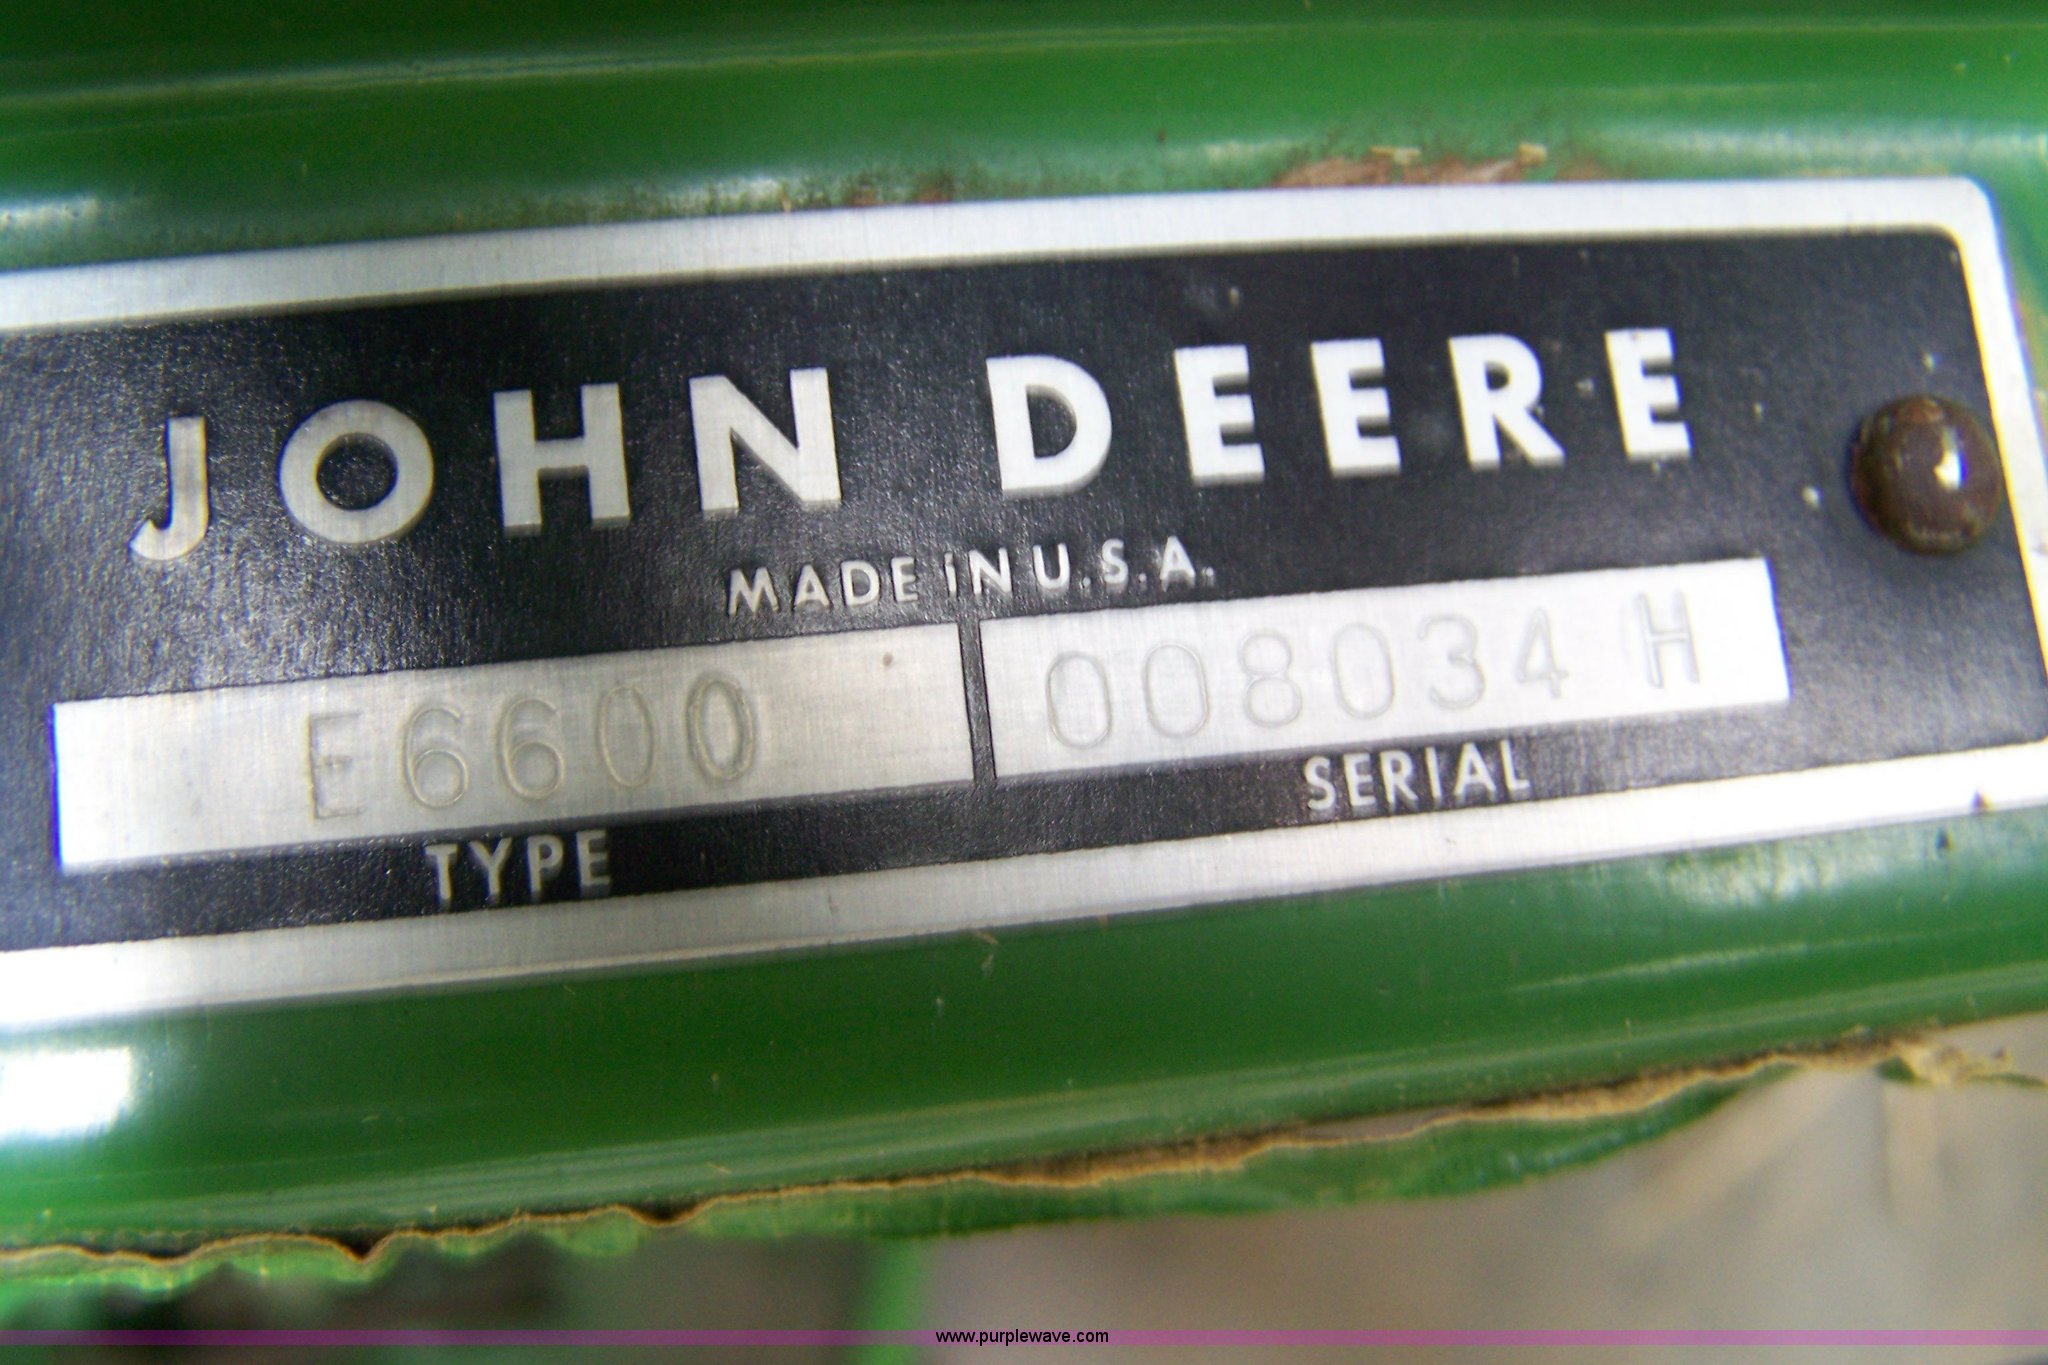 JOHN DEERE
MADE IN U.S.A.
E6600 008034 H
TYPE SERIAL
www.purplewave.com